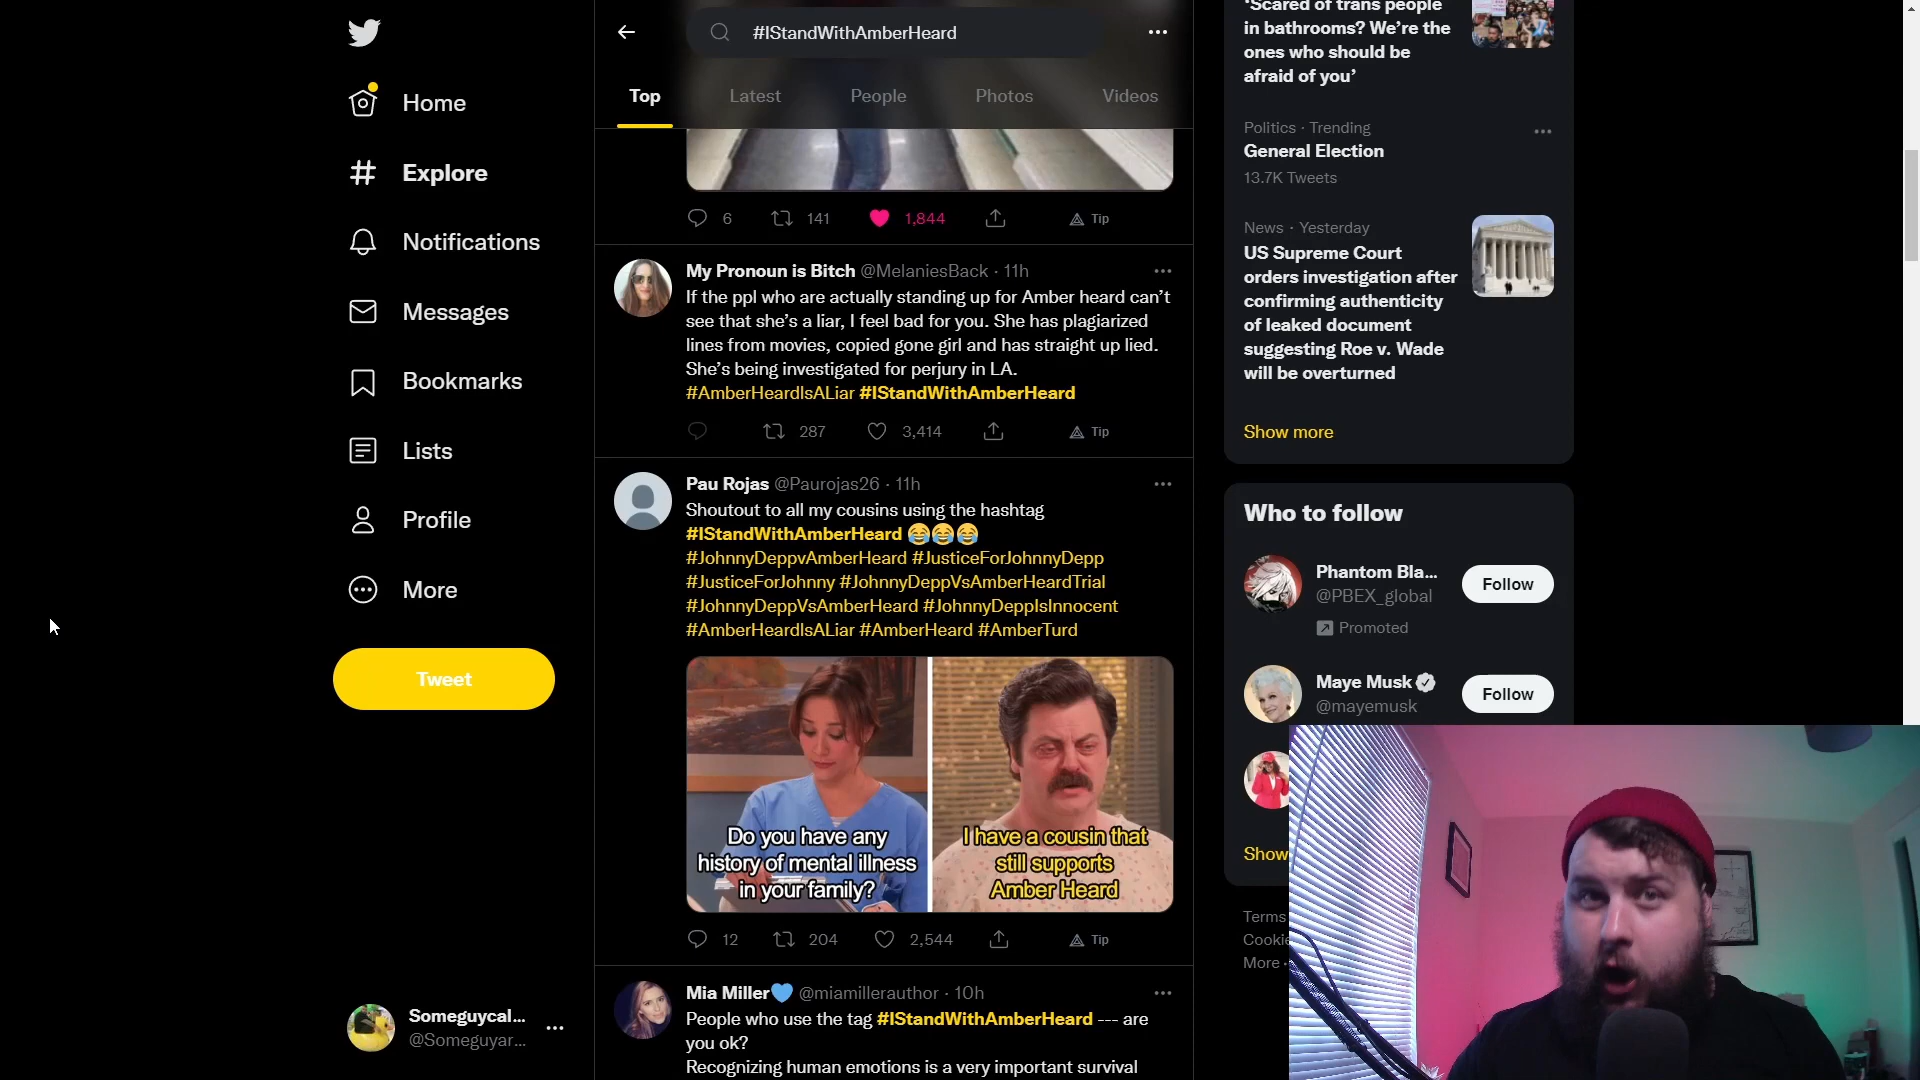 Home
Explore
Notifications
Messages
Bookmarks
Lists
Profile
More
Tweet
Someguycal...
@Someguyar...
#IStandWithAmberHeard
Top
Latest
People
Photos
Videos
6
141
1,844
Tip
My Pronoun is Bitch @MelaniesBack · 11h
If the ppl who are actually standing up for Amber heard can't
see that she's a liar, I feel bad for you. She has plagiarized
lines from movies, copied gone girl and has straight up lied.
She's being investigated for perjury in LA.
#AmberHeardIsALiar #IStandWithAmberHeard
287
3,414
Tip
Pau Rojas @Paurojas26 · 11h
Shoutout to all my cousins using the hashtag
#IStandWithAmberHeard 😂😂😂
#JohnnyDeppvAmberHeard #JusticeForJohnnyDepp
#JusticeForJohnny #JohnnyDeppVsAmberHeardTrial
#JohnnyDeppVsAmberHeard #JohnnyDeppIsInnocent
#AmberHeardIsALiar #AmberHeard #AmberTurd
Do you have any
history of mental illness
in your family?
I have a cousin that
still supports
Amber Heard
12
204
2,544
Tip
Mia Miller💙 @miamillerauthor · 10h
People who use the tag #IStandWithAmberHeard --- are
you ok?
Recognizing human emotions is a very important survival
'Scared of trans people
in bathrooms? We're the
ones who should be
afraid of you'
Politics · Trending
General Election
13.7K Tweets
News · Yesterday
US Supreme Court
orders investigation after
confirming authenticity
of leaked document
suggesting Roe v. Wade
will be overturned
Show more
Who to follow
Phantom Bla...
@PBEX_global
Follow
Promoted
Maye Musk
@mayemusk
Follow
Show
Terms
Cookie
More ·